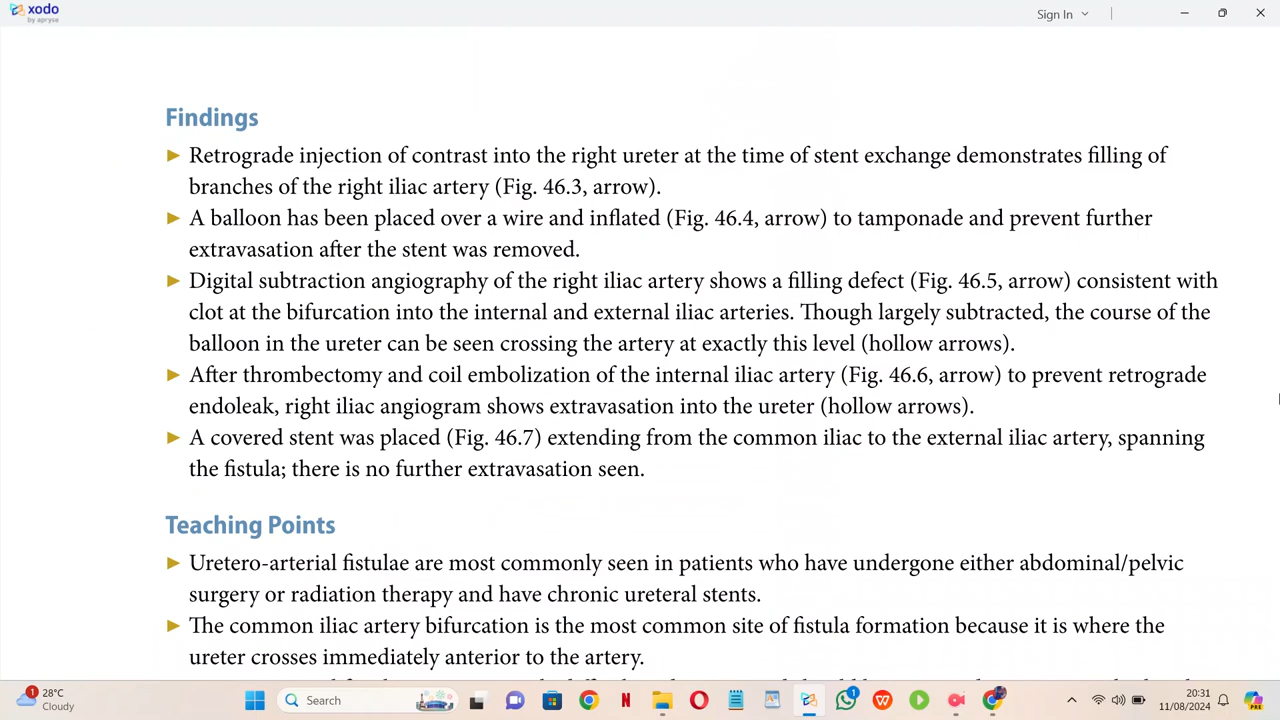 xodo
by apryse
Sign In
Findings
► Retrograde injection of contrast into the right ureter at the time of stent exchange demonstrates filling of
branches of the right iliac artery (Fig. 46.3, arrow).
► A balloon has been placed over a wire and inflated (Fig. 46.4, arrow) to tamponade and prevent further
extravasation after the stent was removed.
► Digital subtraction angiography of the right iliac artery shows a filling defect (Fig. 46.5, arrow) consistent with
clot at the bifurcation into the internal and external iliac arteries. Though largely subtracted, the course of the
balloon in the ureter can be seen crossing the artery at exactly this level (hollow arrows).
► After thrombectomy and coil embolization of the internal iliac artery (Fig. 46.6, arrow) to prevent retrograde
endoleak, right iliac angiogram shows extravasation into the ureter (hollow arrows).
► A covered stent was placed (Fig. 46.7) extending from the common iliac to the external iliac artery, spanning
the fistula; there is no further extravasation seen.
Teaching Points
► Uretero-arterial fistulae are most commonly seen in patients who have undergone either abdominal/pelvic
surgery or radiation therapy and have chronic ureteral stents.
► The common iliac artery bifurcation is the most common site of fistula formation because it is where the
ureter crosses immediately anterior to the artery.
1
28°C
Cloudy
Search
N
1
W
20:31
11/08/2024
PRE